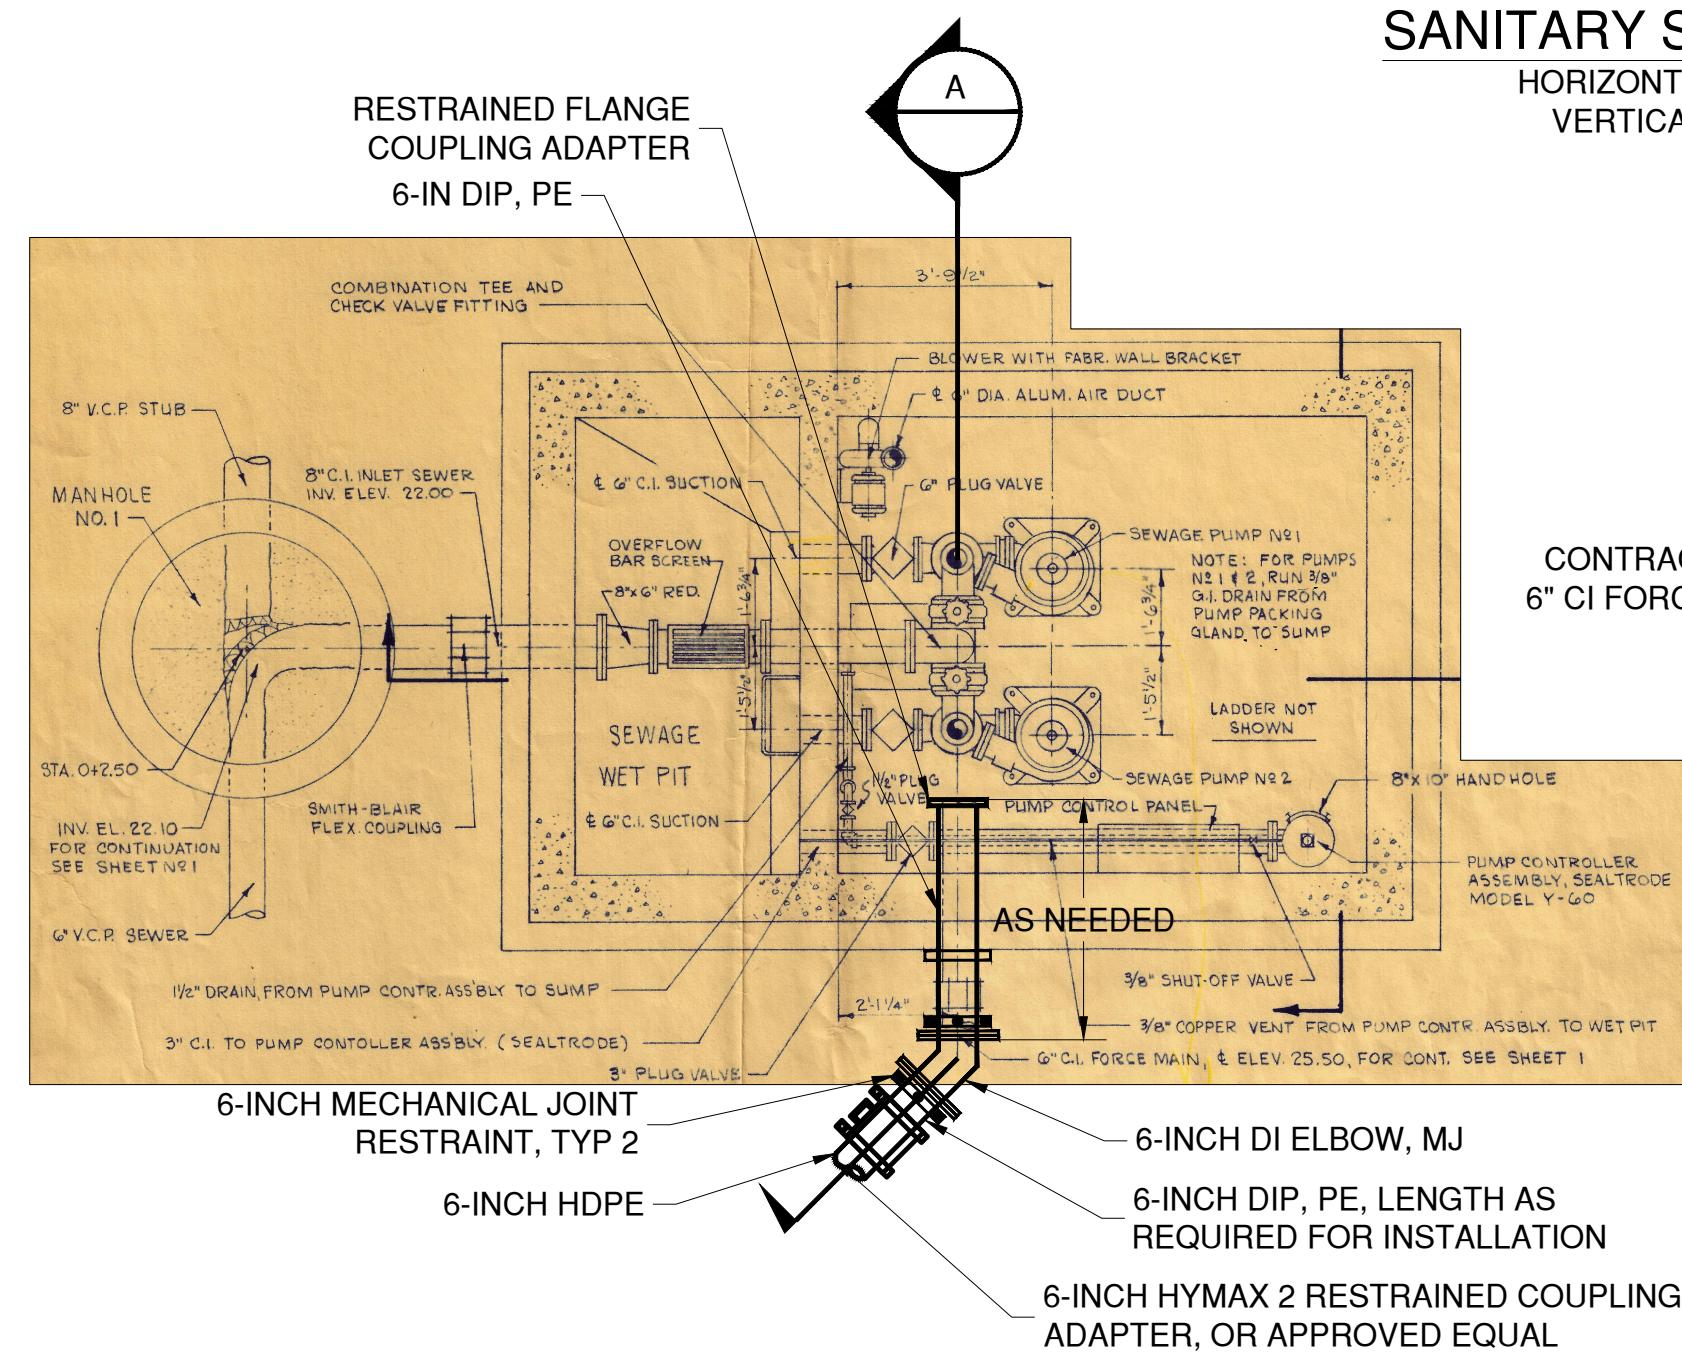 SANITARY S
HORIZONT
VERTICA
A
RESTRAINED FLANGE
COUPLING ADAPTER
6-IN DIP, PE
3'-9 1/2"
COMBINATION TEE AND
CHECK VALVE FITTING
BLOWER WITH FABR. WALL BRACKET
℄ 6" DIA. ALUM. AIR DUCT
8" V.C.P. STUB
8" C.I. INLET SEWER
INV. ELEV. 22.00
MANHOLE
NO. 1
℄ 6" C.I. SUCTION
6" PLUG VALVE
OVERFLOW
BAR SCREEN
8"x6" RED.
1'-6 3/4"
SEWAGE PUMP Nº1
NOTE: FOR PUMPS
Nº 1 & 2, RUN 3/8"
G.I. DRAIN FROM
PUMP PACKING
GLAND TO SUMP
1'-6 3/4"
CONTRAC
6" CI FORC
1'-5 1/2"
1'-5 1/2"
LADDER NOT
SHOWN
SEWAGE
WET PIT
STA. 0+2.50
SMITH-BLAIR
FLEX. COUPLING
INV. EL. 22.10
FOR CONTINUATION
SEE SHEET Nº1
℄ 6" C.I. SUCTION
1/2" PLUG
VALVE
SEWAGE PUMP Nº 2
PUMP CONTROL PANEL
8"X 10" HANDHOLE
PUMP CONTROLLER
ASSEMBLY, SEALTRODE
MODEL Y-60
AS NEEDED
6" V.C.P. SEWER
1 1/2" DRAIN, FROM PUMP CONTR. ASS'BLY TO SUMP
3/8" SHUT-OFF VALVE
2'-1 1/4"
3/8" COPPER VENT FROM PUMP CONTR. ASSBLY. TO WET PIT
3" C.I. TO PUMP CONTOLLER ASS'BLY. (SEALTRODE)
6" C.I. FORCE MAIN, ℄ ELEV. 25.50, FOR CONT. SEE SHEET 1
3" PLUG VALVE
6-INCH MECHANICAL JOINT
RESTRAINT, TYP 2
6-INCH HDPE
6-INCH DI ELBOW, MJ
6-INCH DIP, PE, LENGTH AS
REQUIRED FOR INSTALLATION
6-INCH HYMAX 2 RESTRAINED COUPLING
ADAPTER, OR APPROVED EQUAL